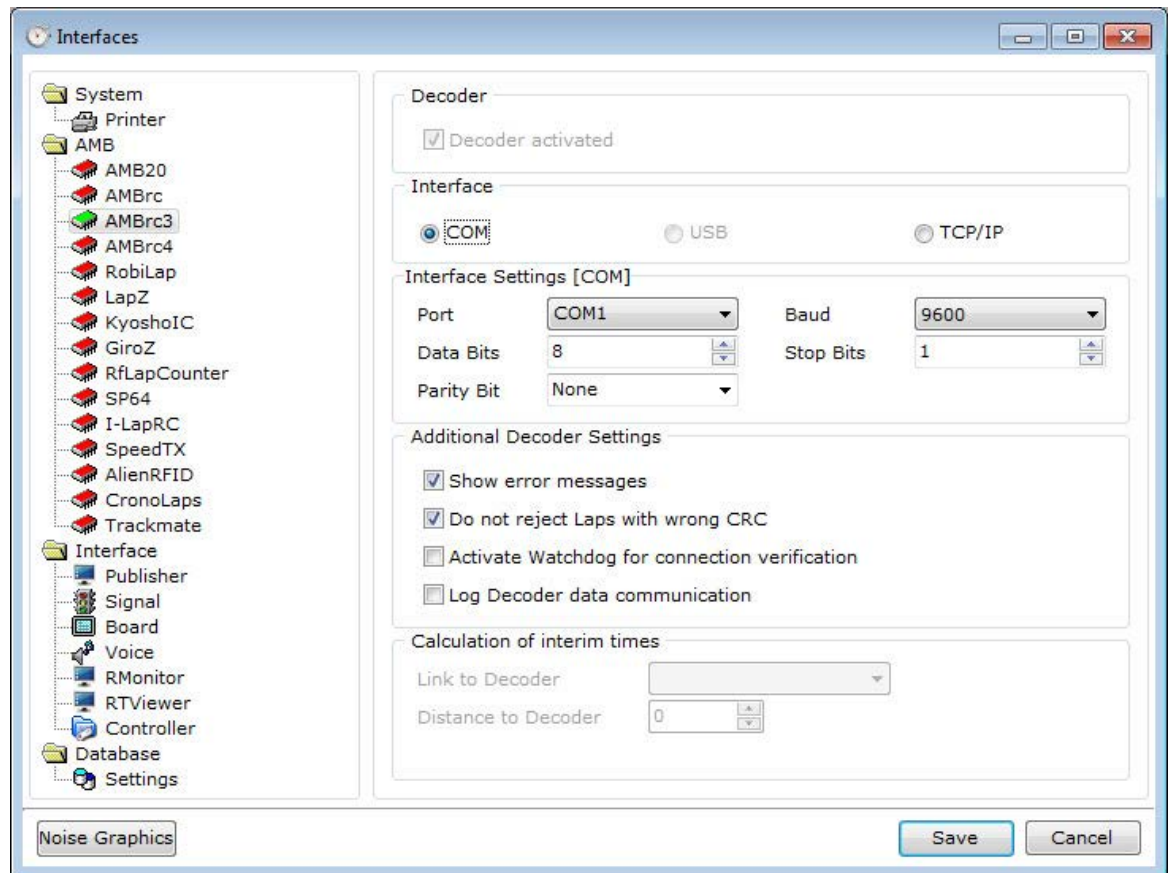 Interfaces
System
Printer
AMB
AMB20
AMBrc
AMBrc3
AMBrc4
RobiLap
LapZ
KyoshoIC
GiroZ
RfLapCounter
SP64
I-LapRC
SpeedTX
AlienRFID
CronoLaps
Trackmate
Interface
Publisher
Signal
Board
Voice
RMonitor
RTViewer
Controller
Database
Settings
Decoder
Decoder activated
Interface
COM USB TCP/IP
Interface Settings [COM]
Port COM1 Baud 9600
Data Bits 8 Stop Bits 1
Parity Bit None
Additional Decoder Settings
Show error messages
Do not reject Laps with wrong CRC
Activate Watchdog for connection verification
Log Decoder data communication
Calculation of interim times
Link to Decoder
Distance to Decoder 0
Noise Graphics Save Cancel